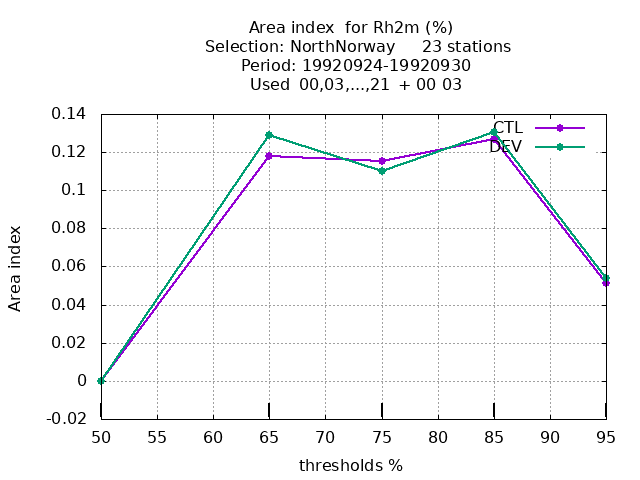 Area index  for Rh2m (%)
Selection: NorthNorway     23 stations
Period: 19920924-19920930
Used  00,03,...,21  + 00 03
0.14
0.12
0.1
0.08
0.06
0.04
0.02
0
-0.02
Area index
CTL
DEV
50 55 60 65 70 75 80 85 90 95
thresholds %